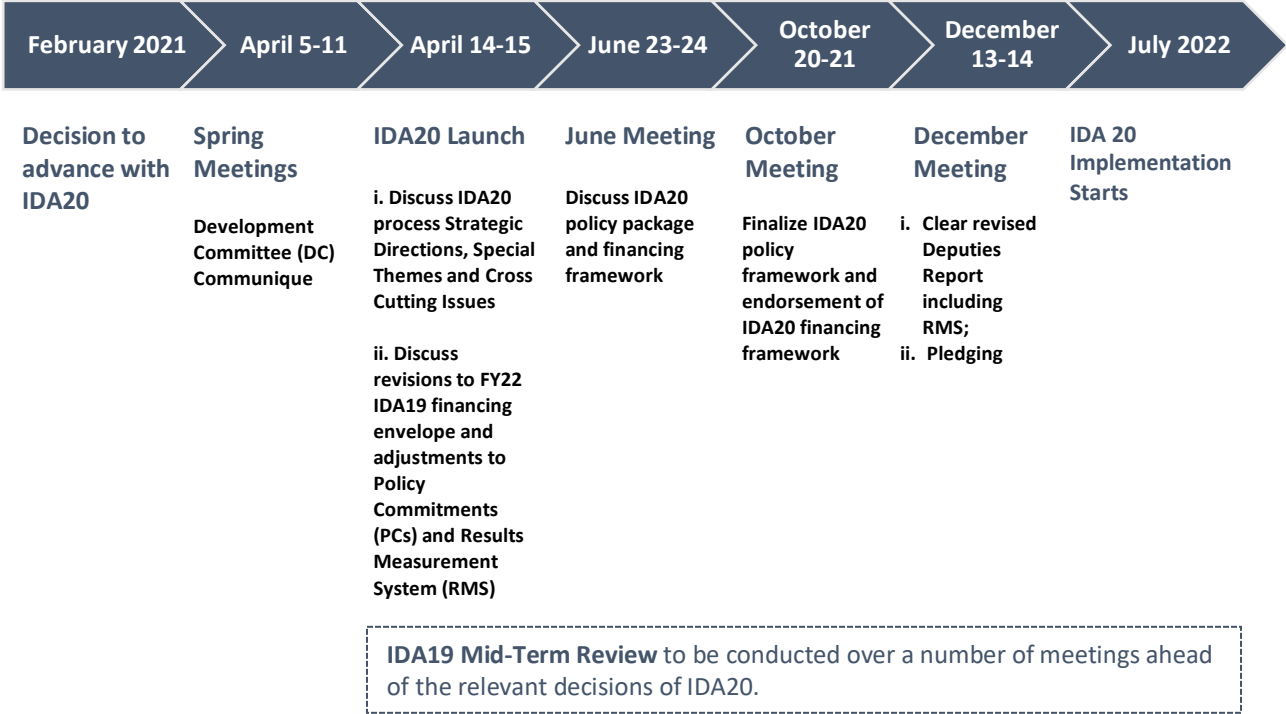 February 2021
April 5-11
April 14-15
June 23-24
October
20-21
December
13-14
July 2022
Decision to
advance with
IDA20
Spring
Meetings
Development
Committee (DC)
Communique
IDA20 Launch
i. Discuss IDA20
process Strategic
Directions, Special
Themes and Cross
Cutting Issues
ii. Discuss
revisions to FY22
IDA19 financing
envelope and
adjustments to
Policy
Commitments
(PCs) and Results
Measurement
System (RMS)
June Meeting
Discuss IDA20
policy package
and financing
framework
October
Meeting
Finalize IDA20
policy
framework and
endorsement of
IDA20 financing
framework
December
Meeting
i. Clear revised
Deputies
Report
including
RMS;
ii. Pledging
IDA 20
Implementation
Starts
IDA19 Mid-Term Review to be conducted over a number of meetings ahead
of the relevant decisions of IDA20.